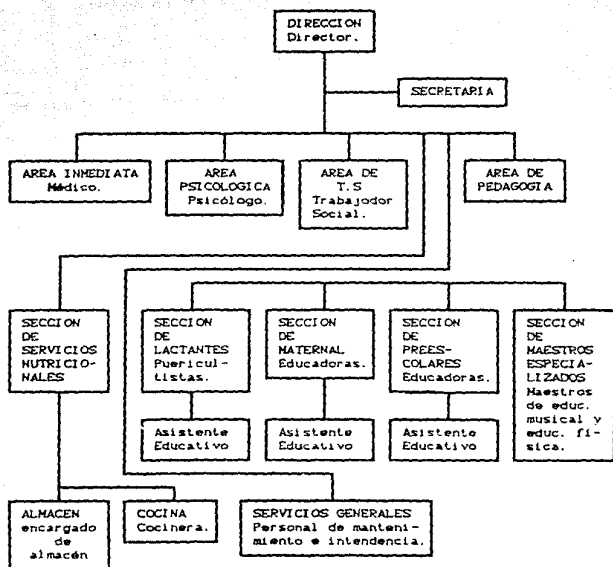 DIRECCION
Director.
SECRETARIA
AREA INMEDIATA
Médico.
AREA
PSICOLOGICA
Psicólogo.
AREA DE
T.S
Trabajador
Social.
AREA DE
PEDAGOGIA
SECCION
DE
SERVICIOS
NUTRICIO-
NALES
SECCION
DE
LACTANTES
Puericul-
tistas.
SECCION
DE
MATERNAL
Educadoras.
SECCION
DE
PREES-
COLARES
Educadoras.
SECCION
DE
MAESTROS
ESPECIA-
LIZADOS
Maestros
de educ.
musical y
educ. fí-
sica.
Asistente
Educativo
Asistente
Educativo
Asistente
Educativo
ALMACEN
encargado
de
almacén
COCINA
Cocinera.
SERVICIOS GENERALES
Personal de manteni-
miento e intendencia.